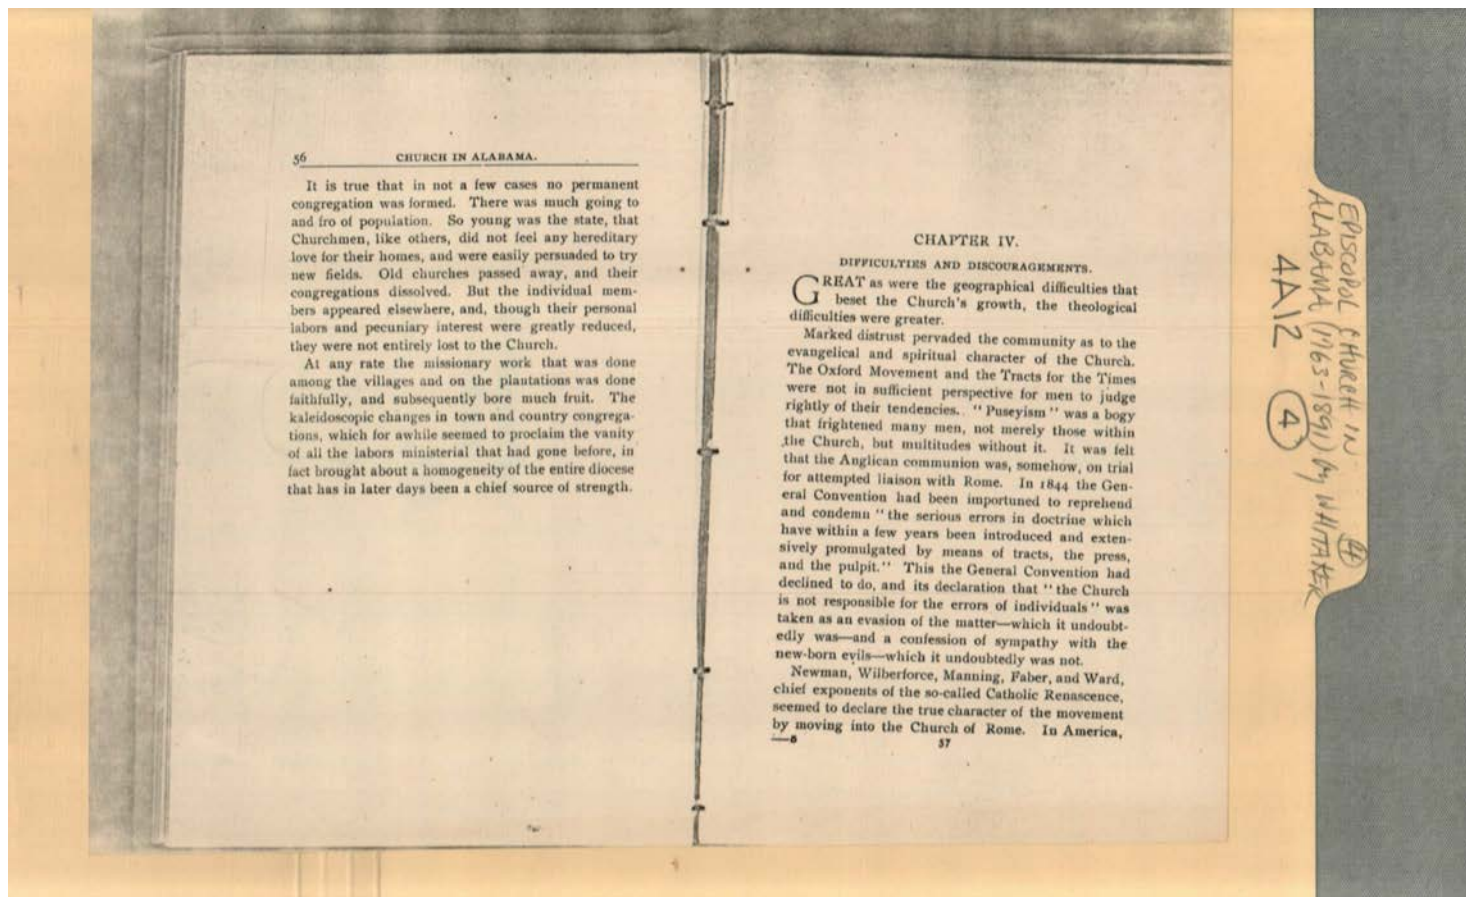 56 CHURCH IN ALABAMA.
It is true that in not a few cases no permanent
congregation was formed. There was much going to
and fro of population. So young was the state, that
Churchmen, like others, did not feel any hereditary
love for their homes, and were easily persuaded to try
new fields. Old churches passed away, and their
congregations dissolved. But the individual mem-
bers appeared elsewhere, and, though their personal
labors and pecuniary interest were greatly reduced,
they were not entirely lost to the Church.
At any rate the missionary work that was done
among the villages and on the plantations was done
faithfully, and subsequently bore much fruit. The
kaleidoscopic changes in town and country congrega-
tions, which for awhile seemed to proclaim the vanity
of all the labors ministerial that had gone before, in
fact brought about a homogeneity of the entire diocese
that has in later days been a chief source of strength.
CHAPTER IV.
DIFFICULTIES AND DISCOURAGEMENTS.
GREAT as were the geographical difficulties that
beset the Church's growth, the theological
difficulties were greater.
Marked distrust pervaded the community as to the
evangelical and spiritual character of the Church.
The Oxford Movement and the Tracts for the Times
were not in sufficient perspective for men to judge
rightly of their tendencies. "Puseyism" was a bogy
that frightened many men, not merely those within
the Church, but multitudes without it. It was felt
that the Anglican communion was, somehow, on trial
for attempted liaison with Rome. In 1844 the Gen-
eral Convention had been importuned to reprehend
and condemn "the serious errors in doctrine which
have within a few years been introduced and exten-
sively promulgated by means of tracts, the press,
and the pulpit." This the General Convention had
declined to do, and its declaration that "the Church
is not responsible for the errors of individuals" was
taken as an evasion of the matter—which it undoubt-
edly was—and a confession of sympathy with the
new-born evils—which it undoubtedly was not.
Newman, Wilberforce, Manning, Faber, and Ward,
chief exponents of the so-called Catholic Renascence,
seemed to declare the true character of the movement
by moving into the Church of Rome. In America,
—5
57
EPISCOPOL CHURCH IN (4)
ALABAMA (1763-1891) by WHITAKER
4A12 (4)